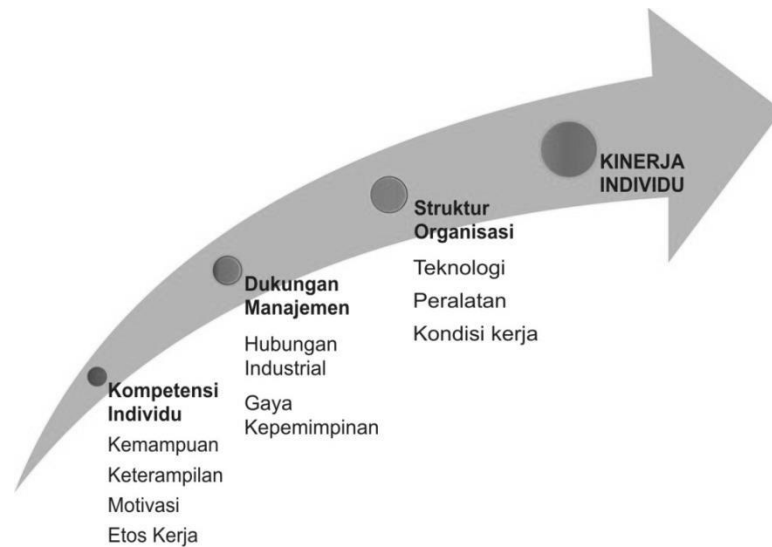 KINERJA
INDIVIDU
Struktur
Organisasi
Teknologi
Peralatan
Kondisi kerja
Dukungan
Manajemen
Hubungan
Industrial
Gaya
Kepemimpinan
Kompetensi
Individu
Kemampuan
Keterampilan
Motivasi
Etos Kerja